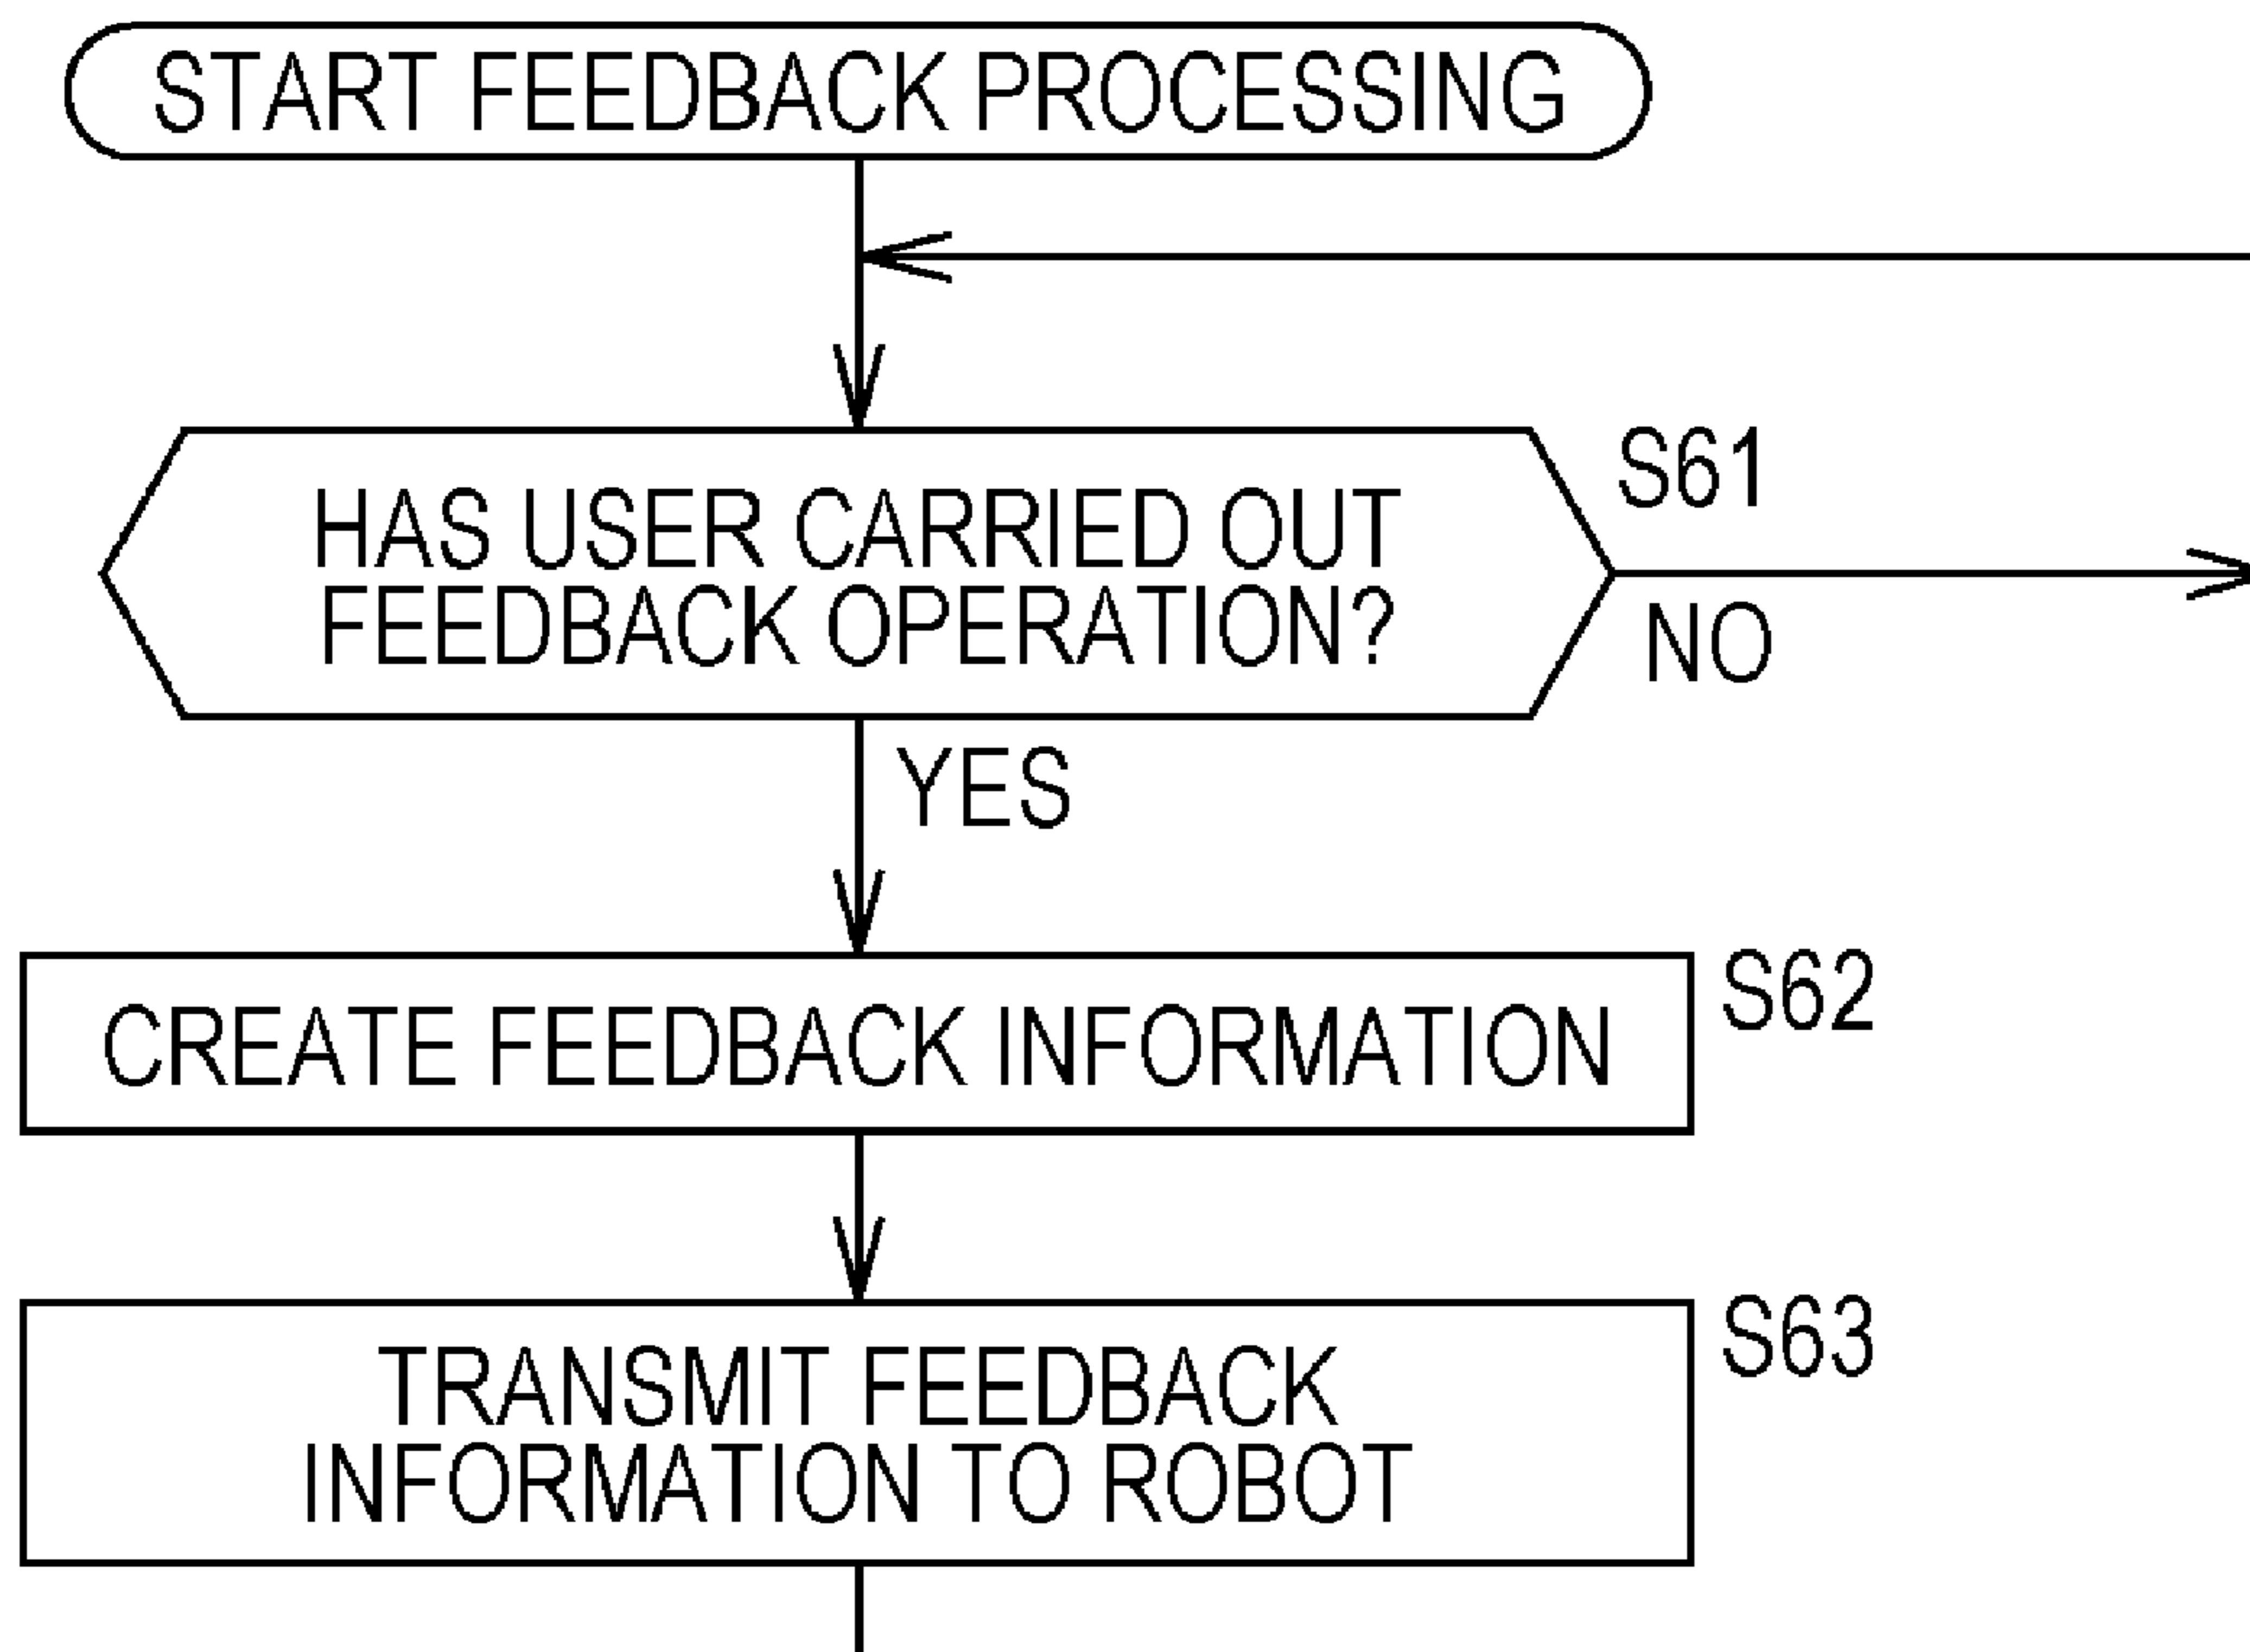 START FEEDBACK PROCESSING
S61
HAS USER CARRIED OUT
FEEDBACK OPERATION?
NO
YES
S62
CREATE FEEDBACK INFORMATION
S63
TRANSMIT FEEDBACK
INFORMATION TO ROBOT